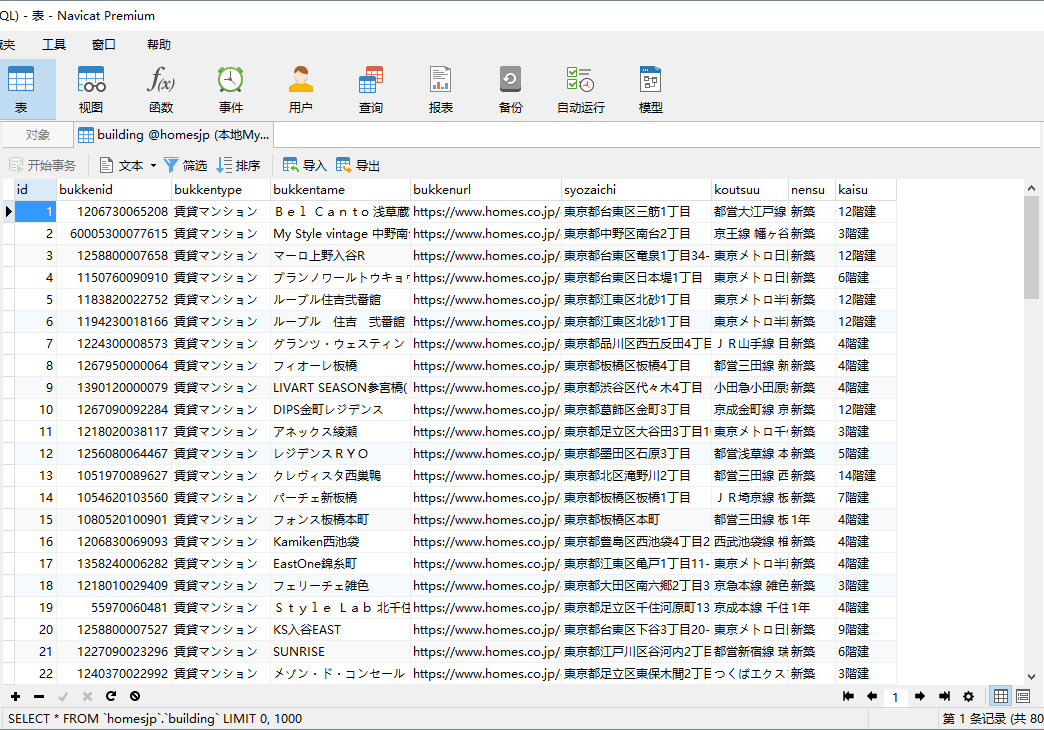 QL) - 表 - Navicat Premium
夹 工具 窗口 帮助
表 视图 函数 事件 用户 查询 报表 备份 自动运行 模型
对象 building @homesjp (本地My...
开始事务 文本 筛选 排序 导入 导出
id bukkenid bukkentype bukkentame bukkenurl syozaichi koutsuu nensu kaisu
1 1206730065208 賃貸マンション Ｂｅｌ Ｃａｎｔｏ 浅草蔵 https://www.homes.co.jp/ 東京都台東区三筋1丁目 都営大江戸線 新築 12階建
2 60005300077615 賃貸マンション My Style vintage 中野南 https://www.homes.co.jp/ 東京都中野区南台2丁目 京王線 幡ヶ谷 新築 3階建
3 1258800007658 賃貸マンション マーロ上野入谷R https://www.homes.co.jp/ 東京都台東区竜泉1丁目34- 東京メトロ日 新築 12階建
4 1150760090910 賃貸マンション ブランノワールトウキョウ https://www.homes.co.jp/ 東京都台東区日本堤1丁目 東京メトロ日 新築 6階建
5 1183820022752 賃貸マンション ルーブル住吉弐番館 https://www.homes.co.jp/ 東京都江東区北砂1丁目 東京メトロ半 新築 12階建
6 1194230018166 賃貸マンション ルーブル　住吉　弐番館 https://www.homes.co.jp/ 東京都江東区北砂1丁目 東京メトロ半 新築 12階建
7 1224300008573 賃貸マンション グランツ・ウェスティン https://www.homes.co.jp/ 東京都品川区西五反田4丁目 ＪＲ山手線 新築 4階建
8 1267950000064 賃貸マンション フィオーレ板橋 https://www.homes.co.jp/ 東京都板橋区板橋4丁目 都営三田線 新築 4階建
9 1390120000079 賃貸マンション LIVART SEASON参宮橋( https://www.homes.co.jp/ 東京都渋谷区代々木4丁目 小田急小田原 新築 4階建
10 1267090092284 賃貸マンション DIPS金町レジデンス https://www.homes.co.jp/ 東京都葛飾区金町3丁目 京成金町線 京 新築 12階建
11 1218020038117 賃貸マンション アネックス綾瀬 https://www.homes.co.jp/ 東京都足立区大谷田3丁目1 東京メトロ千 新築 3階建
12 1256080064467 賃貸マンション レジデンスＲＹＯ https://www.homes.co.jp/ 東京都墨田区石原3丁目 都営浅草線 本 新築 5階建
13 1051970089627 賃貸マンション クレヴィスタ西巣鴨 https://www.homes.co.jp/ 東京都北区滝野川2丁目 都営三田線 西 新築 14階建
14 1054620103560 賃貸マンション パーチェ新板橋 https://www.homes.co.jp/ 東京都板橋区板橋1丁目 ＪＲ埼京線 板 新築 7階建
15 1080520100901 賃貸マンション フォンス板橋本町 https://www.homes.co.jp/ 東京都板橋区本町 都営三田線 板 1年 4階建
16 1206830069093 賃貸マンション Kamiken西池袋 https://www.homes.co.jp/ 東京都豊島区西池袋4丁目2 西武池袋線 椎 新築 4階建
17 1358240006282 賃貸マンション EastOne錦糸町 https://www.homes.co.jp/ 東京都江東区亀戸1丁目11- 東京メトロ半 新築 4階建
18 1218010029409 賃貸マンション フェリーチェ雑色 https://www.homes.co.jp/ 東京都大田区南六郷2丁目3 京急本線 雑色 新築 3階建
19 55970060481 賃貸マンション Ｓｔｙｌｅ Ｌａｂ 北千住 https://www.homes.co.jp/ 東京都足立区千住河原町13 京成本線 千住 1年 4階建
20 1258800007527 賃貸マンション KS入谷EAST https://www.homes.co.jp/ 東京都台東区下谷3丁目20- 東京メトロ日 新築 9階建
21 1227090023296 賃貸マンション SUNRISE https://www.homes.co.jp/ 東京都江戸川区谷河内2丁目 都営新宿線 瑞 新築 6階建
22 1240370022992 賃貸マンション メゾン・ド・コンセール https://www.homes.co.jp/ 東京都足立区東保木間2丁目 つくばエクス 新築 3階建
1
SELECT * FROM `homesjp`.`building` LIMIT 0, 1000 第 1 条记录 (共 80